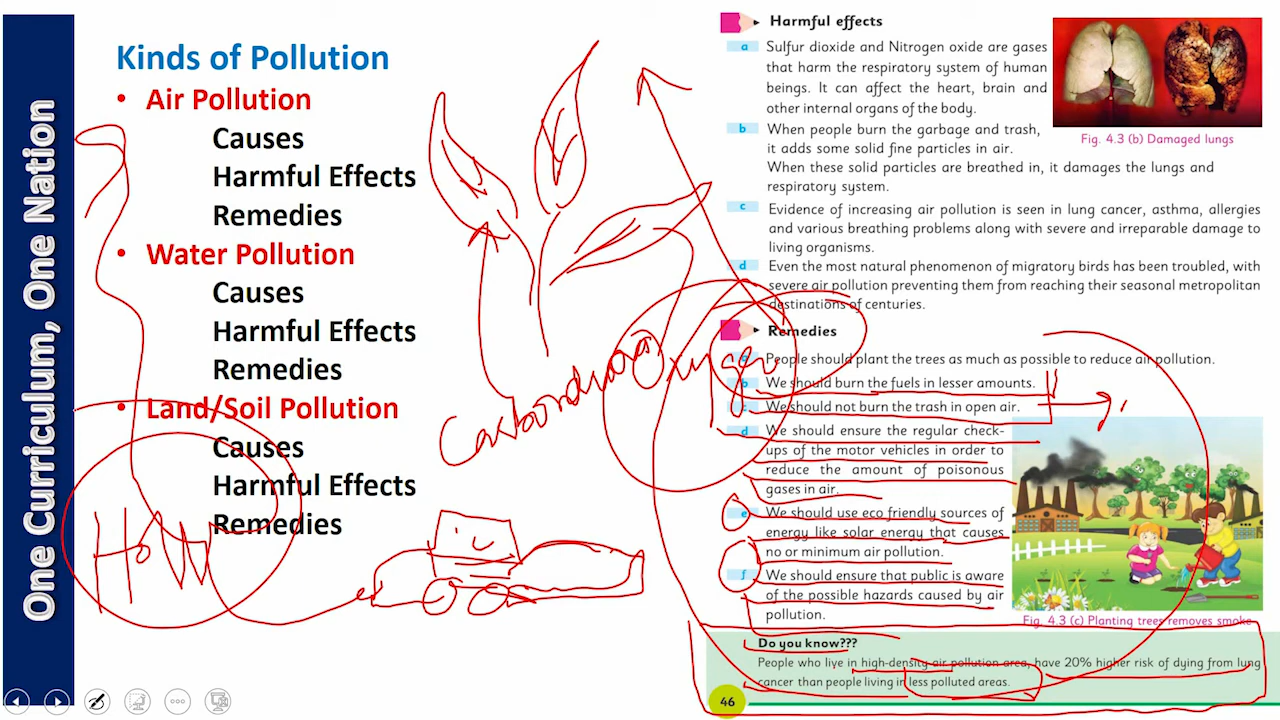 One Curriculum, One Nation
Kinds of Pollution
• Air Pollution
Causes
Harmful Effects
Remedies
• Water Pollution
Causes
Harmful Effects
Remedies
• Land/Soil Pollution
Causes
Harmful Effects
Remedies
How
Oxygen
Harmful effects
a Sulfur dioxide and Nitrogen oxide are gases
that harm the respiratory system of human
beings. It can affect the heart, brain and
other internal organs of the body.
b When people burn the garbage and trash,
it adds some solid fine particles in air.
When these solid particles are breathed in, it damages the lungs and
respiratory system.
Fig. 4.3 (b) Damaged lungs
c Evidence of increasing air pollution is seen in lung cancer, asthma, allergies
and various breathing problems along with severe and irreparable damage to
living organisms.
d Even the most natural phenomenon of migratory birds has been troubled, with
severe air pollution preventing them from reaching their seasonal metropolitan
destinations of centuries.
Remedies
a People should plant the trees as much as possible to reduce air pollution.
b We should burn the fuels in lesser amounts.
c We should not burn the trash in open air.
d We should ensure the regular check-
ups of the motor vehicles in order to
reduce the amount of poisonous
gases in air.
e We should use eco friendly sources of
energy like solar energy that causes
no or minimum air pollution.
f We should ensure that public is aware
of the possible hazards caused by air
pollution.
Fig. 4.3 (c) Planting trees removes smoke
Do you know???
People who live in high-density air pollution area, have 20% higher risk of dying from lung
cancer than people living in less polluted areas.
46